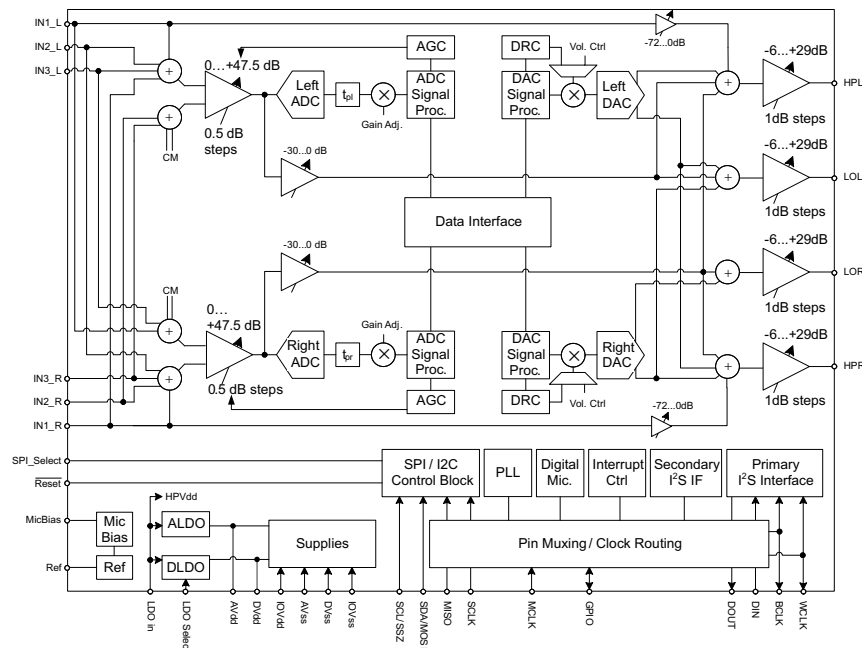 IN1_L
IN2_L
IN3_L
0…
+47.5 dB
AGC
DRC
Vol. Ctrl
-72...0dB
-6...+29dB
HPL
Left
ADC
tpl
Gain Adj.
ADC
Signal
Proc.
DAC
Signal
Proc.
Left
DAC
0.5 dB
steps
CM
1dB steps
-30...0 dB
-6...+29dB
LOL
1dB steps
Data Interface
-30...0 dB
-6...+29dB
LOR
1dB steps
CM
0…
+47.5 dB
Right
ADC
tpr
Gain Adj.
ADC
Signal
Proc.
DAC
Signal
Proc.
Right
DAC
-6...+29dB
HPR
1dB steps
IN3_R
IN2_R
IN1_R
0.5 dB steps
AGC
DRC
Vol. Ctrl
-72...0dB
SPI_Select
Reset
SPI / I2C
Control Block
PLL
Digital
Mic.
Interrupt
Ctrl
Secondary
I2S IF
Primary
I2S Interface
HPVdd
MicBias
Mic
Bias
ALDO
Supplies
Pin Muxing / Clock Routing
Ref
Ref
DLDO
LDO in
LDO Select
AVdd
DVdd
IOVdd
AVss
DVss
IOVss
SCL/SSZ
SDA/MOS
MISO
SCLK
MCLK
GPIO
DOUT
DIN
BCLK
WCLK